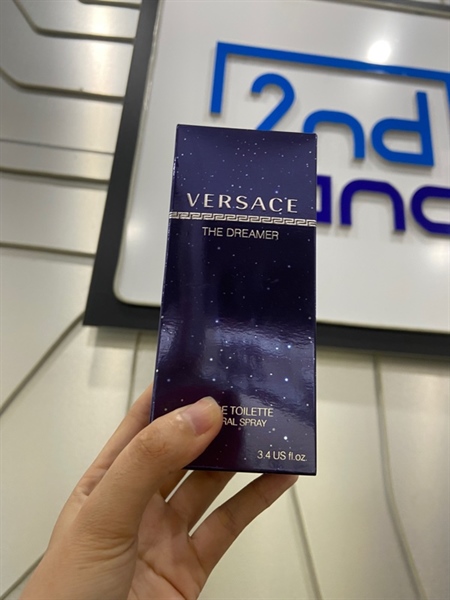 2nd
VERSACE
THE DREAMER
TOILETTE
SPRAY
3.4 US fl.oz.